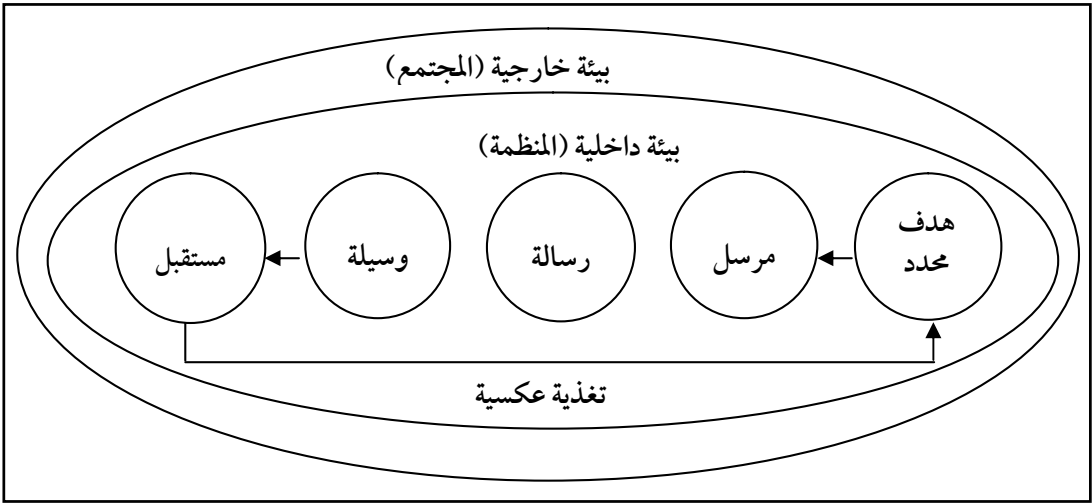 بيئة خارجية (المجتمع)
بيئة داخلية (المنظمة)
هدف
محدد
مرسل
رسالة
وسيلة
مستقبل
تغذية عكسية